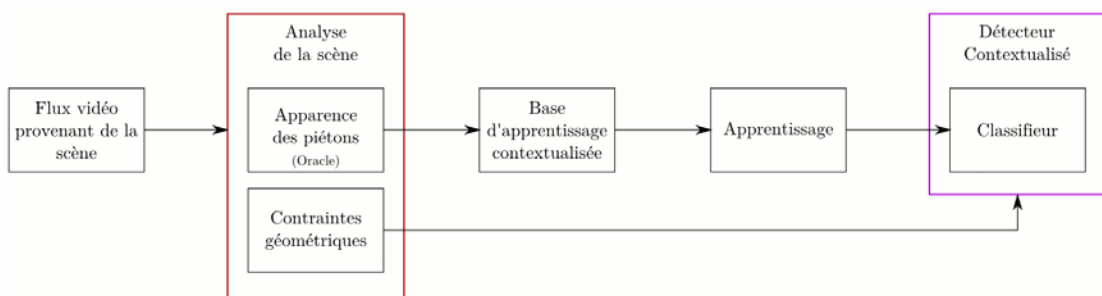 Analyse
de la scène
Détecteur
Contextualisé
Flux vidéo
provenant de la
scène
Apparence
des piétons
(Oracle)
Base
d'apprentissage
contextualisée
Apprentissage
Classifieur
Contraintes
géométriques